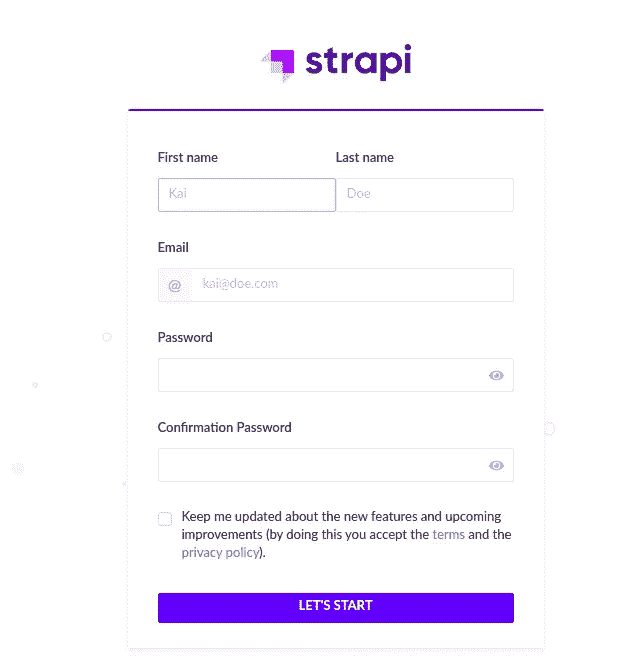 strapi
First name
Last name
Kai
Doe
Email
@
kai@doe.com
Password
Confirmation Password
Keep me updated about the new features and upcoming
improvements (by doing this you accept the terms and the
privacy policy).
LET'S START